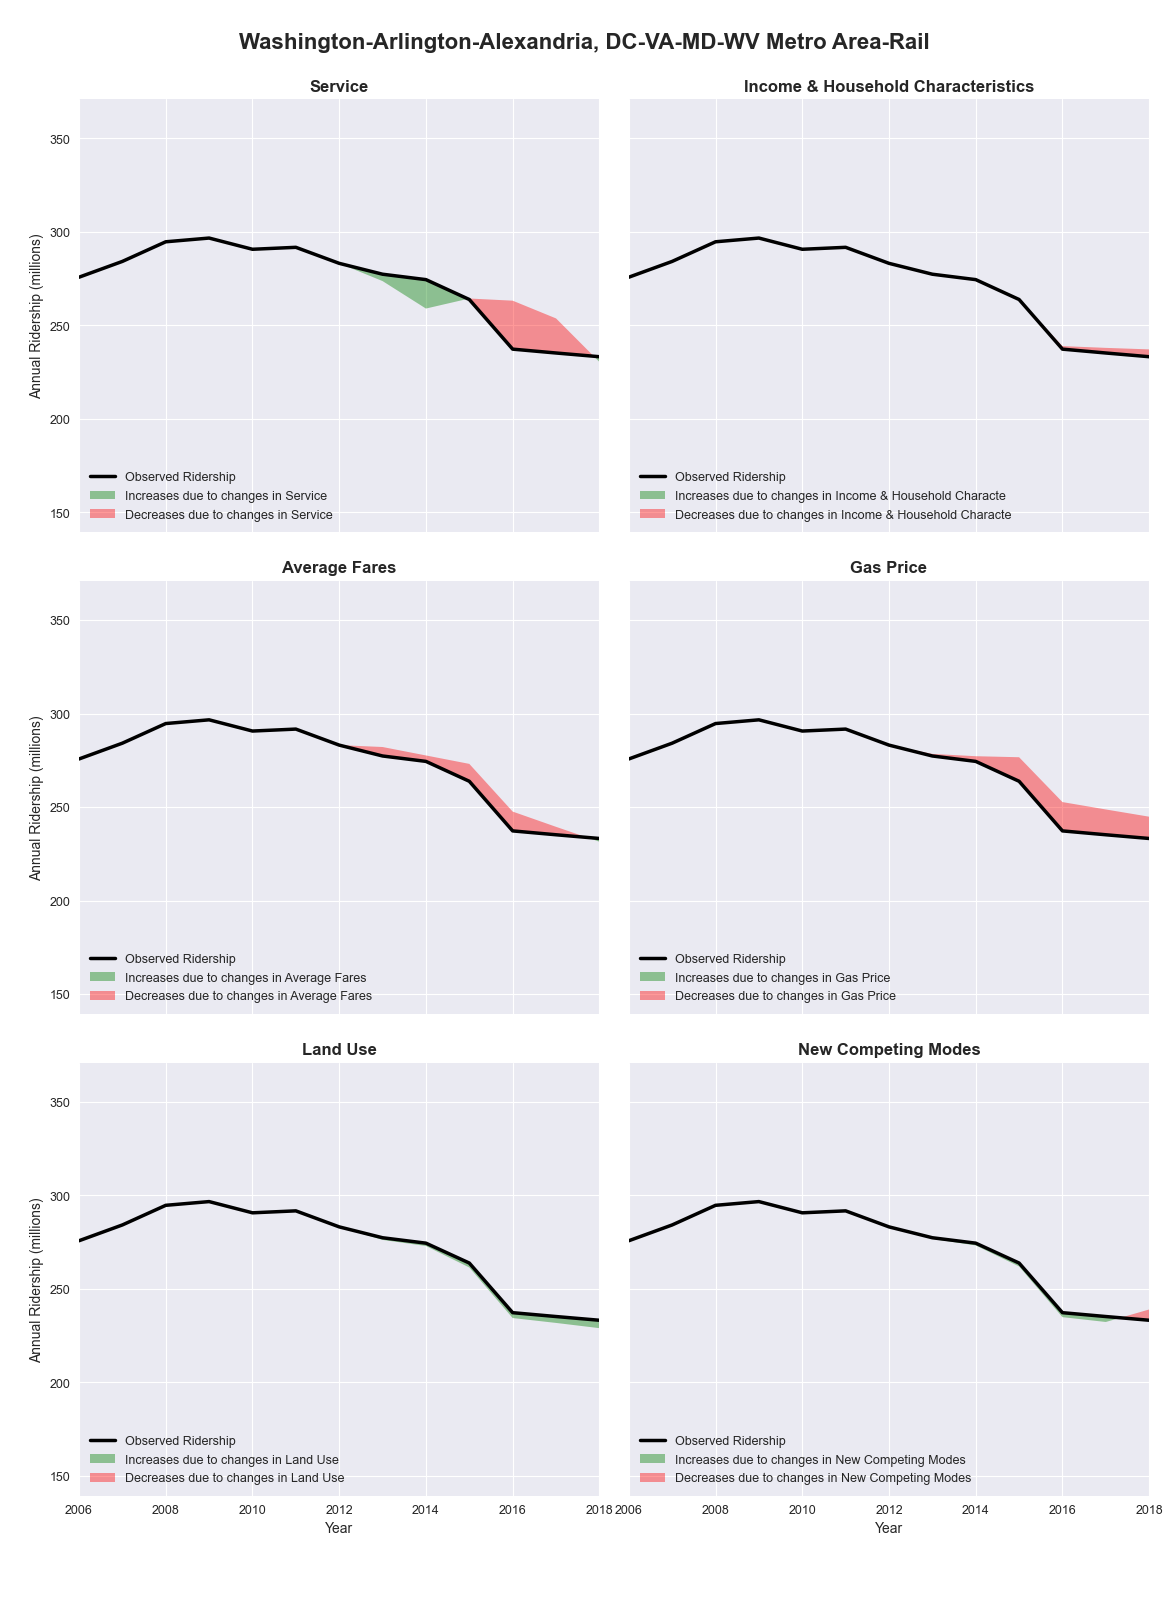 Washington-Arlington-Alexandria, DC-VA-MD-WV Metro Area-Rail
Service
350
300
250
200
150
Annual Ridership (millions)
Observed Ridership
Increases due to changes in Service
Decreases due to changes in Service
Income & Household Characteristics
Observed Ridership
Increases due to changes in Income & Household Characte
Decreases due to changes in Income & Household Characte
Average Fares
350
300
250
200
150
Annual Ridership (millions)
Observed Ridership
Increases due to changes in Average Fares
Decreases due to changes in Average Fares
Gas Price
Observed Ridership
Increases due to changes in Gas Price
Decreases due to changes in Gas Price
Land Use
350
300
250
200
150
Annual Ridership (millions)
Observed Ridership
Increases due to changes in Land Use
Decreases due to changes in Land Use
2006 2008 2010 2012 2014 2016 2018
Year
New Competing Modes
Observed Ridership
Increases due to changes in New Competing Modes
Decreases due to changes in New Competing Modes
2006 2008 2010 2012 2014 2016 2018
Year